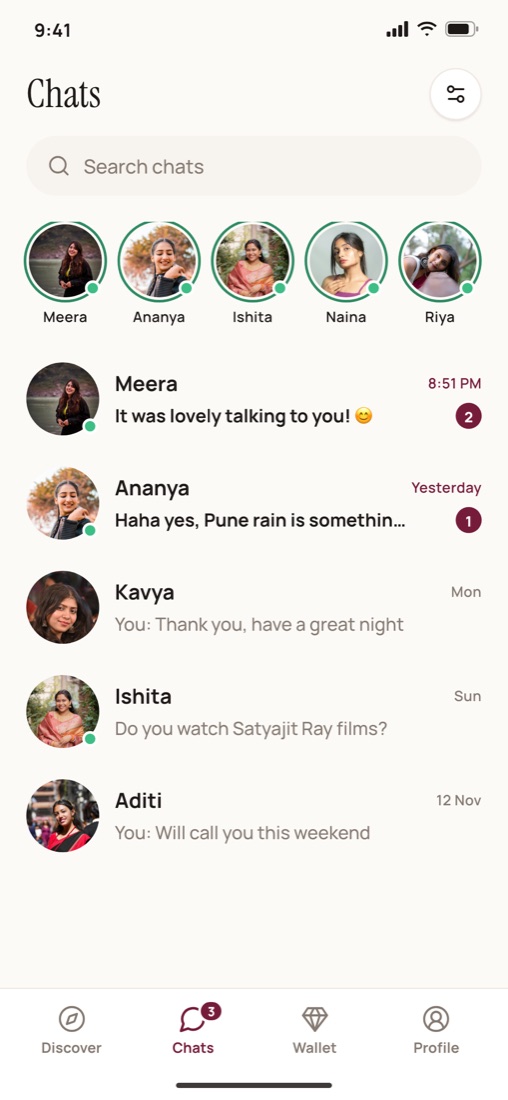 9:41
Chats
Search chats
Meera Ananya Ishita Naina Riya
Meera 8:51 PM
It was lovely talking to you! 😊 2
Ananya Yesterday
Haha yes, Pune rain is somethin... 1
Kavya Mon
You: Thank you, have a great night
Ishita Sun
Do you watch Satyajit Ray films?
Aditi 12 Nov
You: Will call you this weekend
3
Discover Chats Wallet Profile